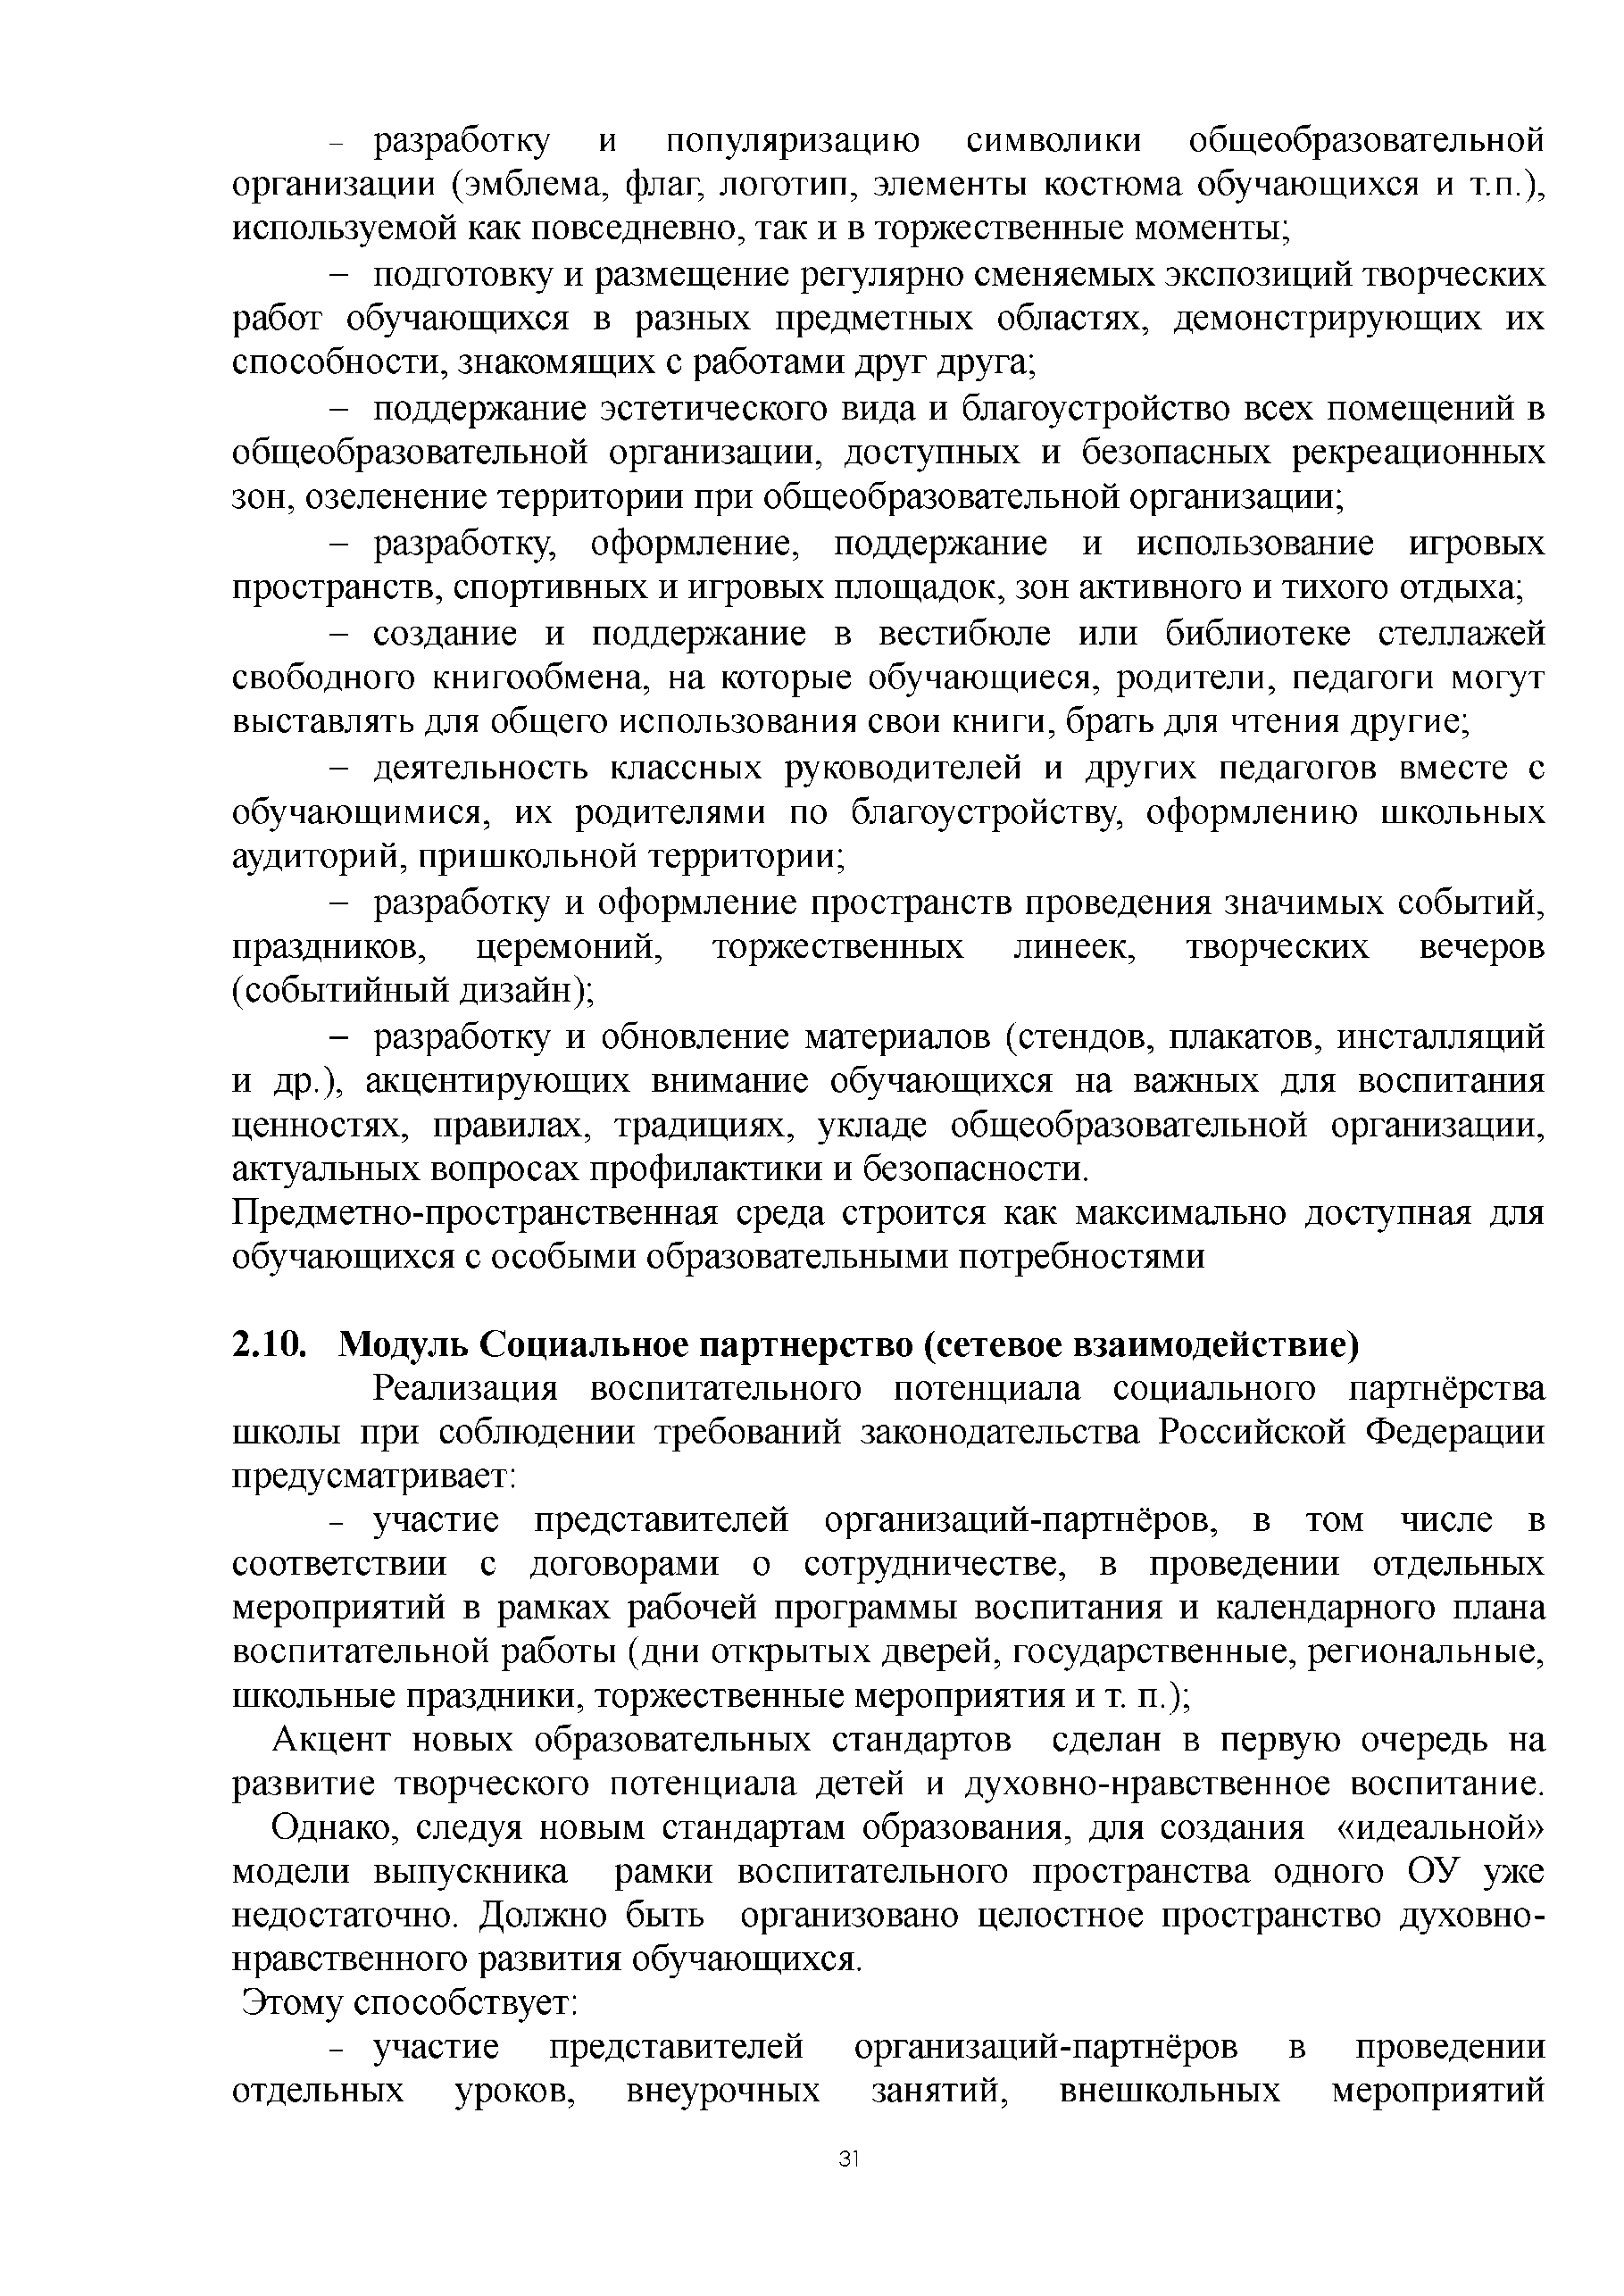 – разработку и популяризацию символики общеобразовательной
организации (эмблема, флаг, логотип, элементы костюма обучающихся и т.п.),
используемой как повседневно, так и в торжественные моменты;
– подготовку и размещение регулярно сменяемых экспозиций творческих
работ обучающихся в разных предметных областях, демонстрирующих их
способности, знакомящих с работами друг друга;
– поддержание эстетического вида и благоустройство всех помещений в
общеобразовательной организации, доступных и безопасных рекреационных
зон, озеленение территории при общеобразовательной организации;
– разработку, оформление, поддержание и использование игровых
пространств, спортивных и игровых площадок, зон активного и тихого отдыха;
– создание и поддержание в вестибюле или библиотеке стеллажей
свободного книгообмена, на которые обучающиеся, родители, педагоги могут
выставлять для общего использования свои книги, брать для чтения другие;
– деятельность классных руководителей и других педагогов вместе с
обучающимися, их родителями по благоустройству, оформлению школьных
аудиторий, пришкольной территории;
– разработку и оформление пространств проведения значимых событий,
праздников, церемоний, торжественных линеек, творческих вечеров
(событийный дизайн);
– разработку и обновление материалов (стендов, плакатов, инсталляций
и др.), акцентирующих внимание обучающихся на важных для воспитания
ценностях, правилах, традициях, укладе общеобразовательной организации,
актуальных вопросах профилактики и безопасности.
Предметно-пространственная среда строится как максимально доступная для
обучающихся с особыми образовательными потребностями
2.10. Модуль Социальное партнерство (сетевое взаимодействие)
Реализация воспитательного потенциала социального партнёрства
школы при соблюдении требований законодательства Российской Федерации
предусматривает:
– участие представителей организаций-партнёров, в том числе в
соответствии с договорами о сотрудничестве, в проведении отдельных
мероприятий в рамках рабочей программы воспитания и календарного плана
воспитательной работы (дни открытых дверей, государственные, региональные,
школьные праздники, торжественные мероприятия и т. п.);
Акцент новых образовательных стандартов сделан в первую очередь на
развитие творческого потенциала детей и духовно-нравственное воспитание.
Однако, следуя новым стандартам образования, для создания «идеальной»
модели выпускника рамки воспитательного пространства одного ОУ уже
недостаточно. Должно быть организовано целостное пространство духовно-
нравственного развития обучающихся.
Этому способствует:
– участие представителей организаций-партнёров в проведении
отдельных уроков, внеурочных занятий, внешкольных мероприятий
31